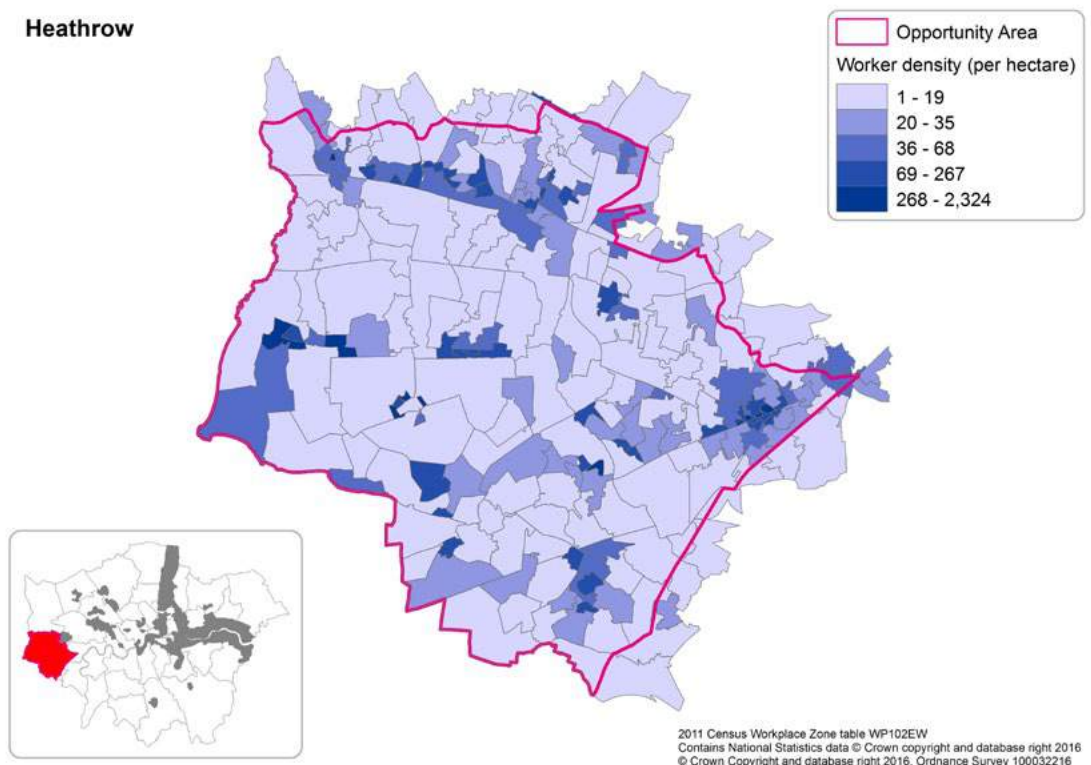 Heathrow
Opportunity Area
Worker density (per hectare)
1 - 19
20 - 35
36 - 68
69 - 267
268 - 2,324
2011 Census Workplace Zone table WP102EW
Contains National Statistics data © Crown copyright and database right 2016
© Crown Copyright and database right 2016. Ordnance Survey 100032216